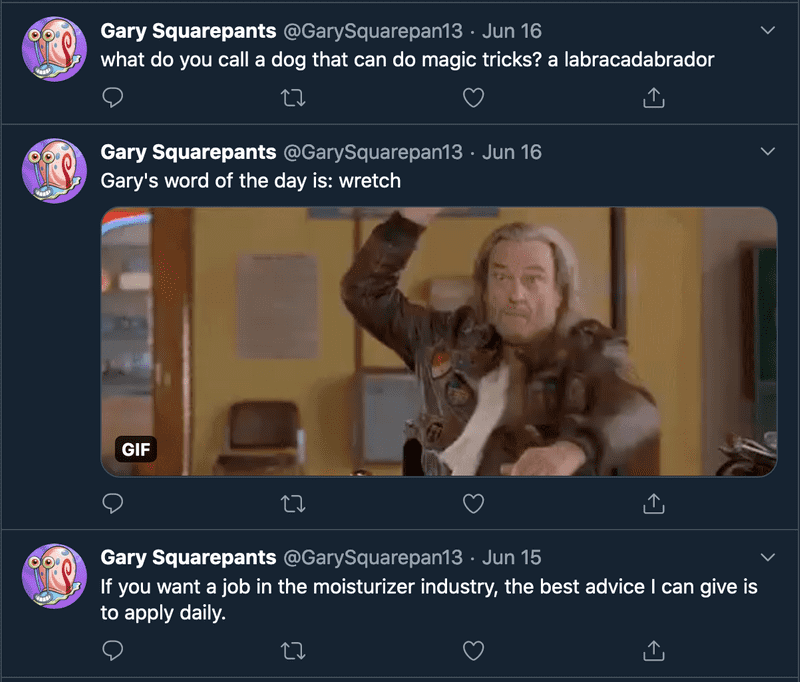 Gary Squarepants @GarySquarepan13 · Jun 16
what do you call a dog that can do magic tricks? a labracadabrador
Gary Squarepants @GarySquarepan13 · Jun 16
Gary's word of the day is: wretch
GIF
Gary Squarepants @GarySquarepan13 · Jun 15
If you want a job in the moisturizer industry, the best advice I can give is
to apply daily.